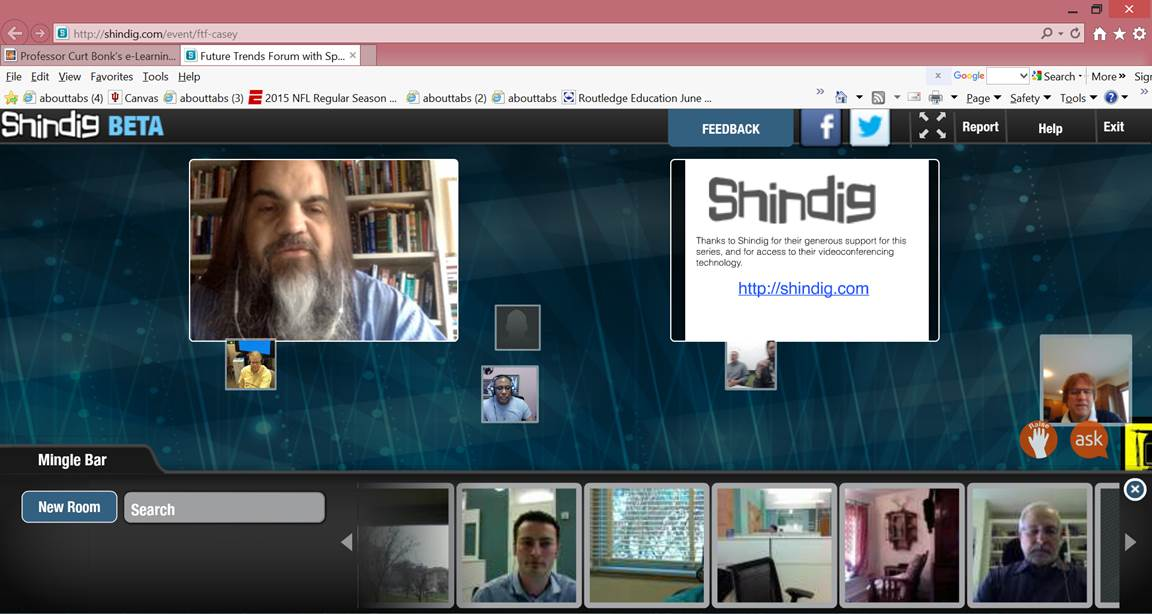 http://shindig.com/event/ftf-casey
Professor Curt Bonk's e-Learnin...
Future Trends Forum with Sp...
File Edit View Favorites Tools Help
x Google Search More » Sign
abouttabs (4) Canvas abouttabs (3) 2015 NFL Regular Season ... abouttabs (2) abouttabs Routledge Education June ...
» Page Safety Tools »
Shindig BETA
FEEDBACK
Report
Help
Exit
Shindig
Thanks to Shindig for their generous support for this
series, and for access to their videoconferencing
technology.
http://shindig.com
Raise
ask
Mingle Bar
New Room
Search